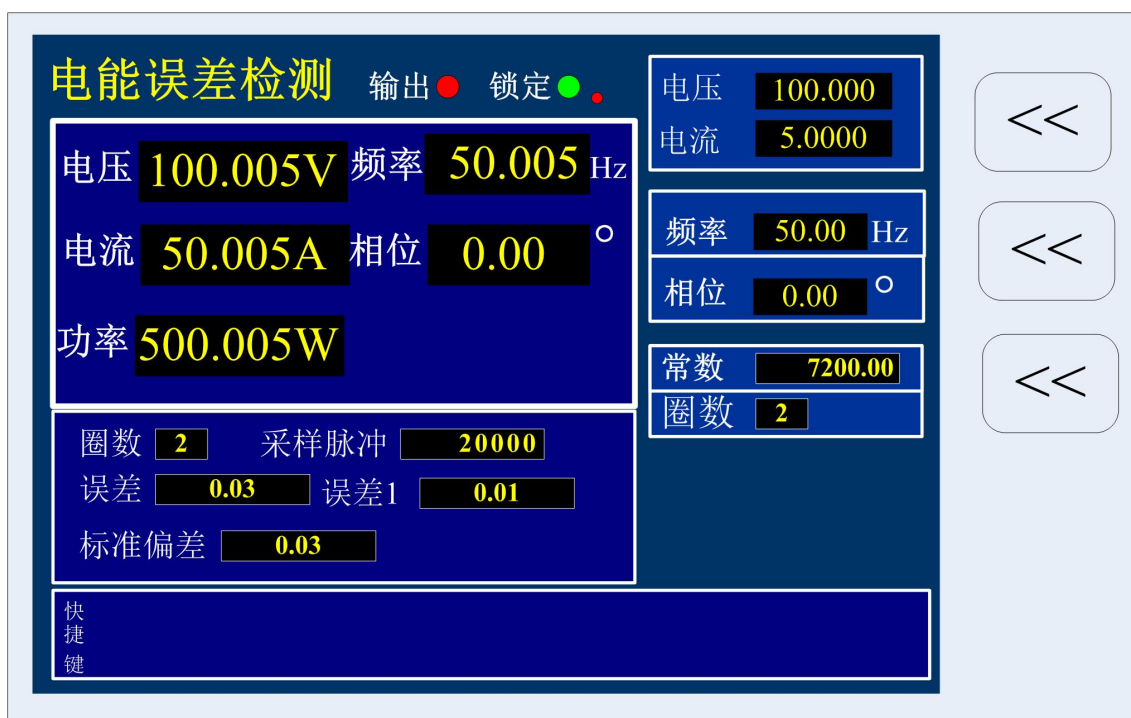 电能误差检测 输出 锁定
电压 100.005V 频率 50.005 Hz
电流 50.005A 相位 0.00 °
功率 500.005W
圈数 2 采样脉冲 20000
误差 0.03 误差1 0.01
标准偏差 0.03
快
捷
键
电压 100.000
电流 5.0000
频率 50.00 Hz
相位 0.00 °
常数 7200.00
圈数 2
<<
<<
<<